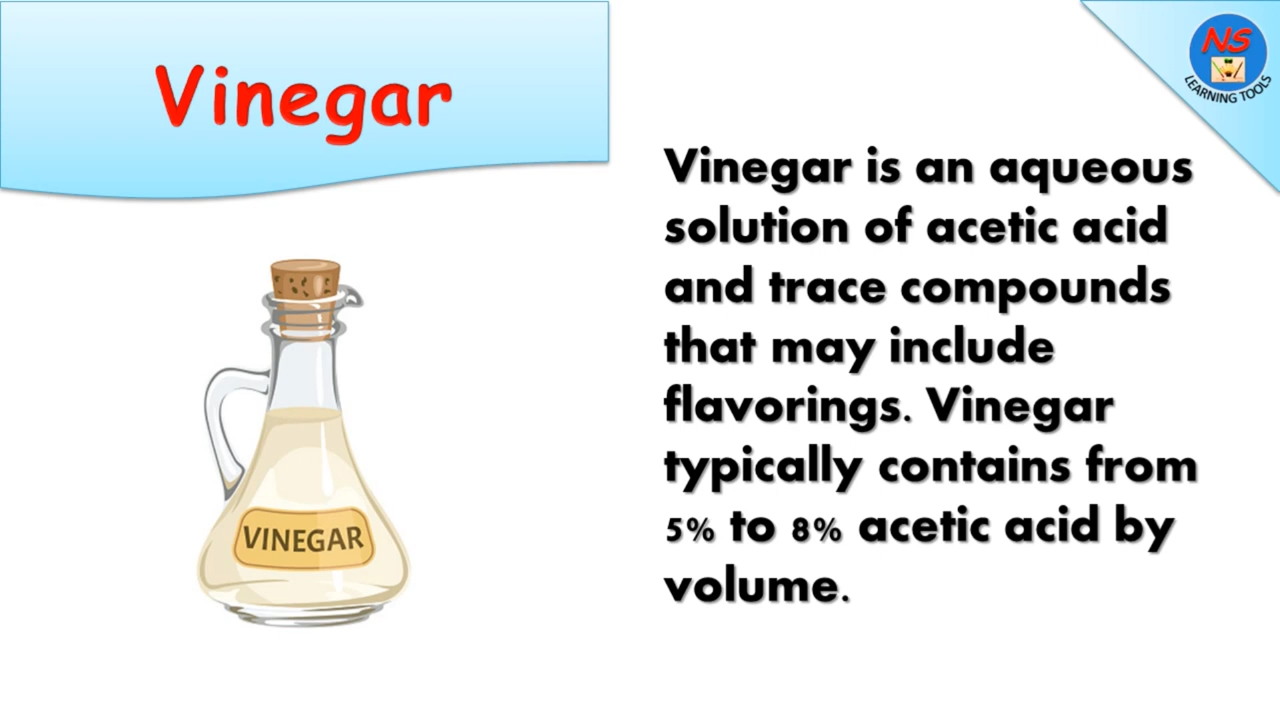 Vinegar
NS
LEARNING TOOLS
Vinegar is an aqueous
solution of acetic acid
and trace compounds
that may include
flavorings. Vinegar
typically contains from
5% to 8% acetic acid by
volume.
VINEGAR